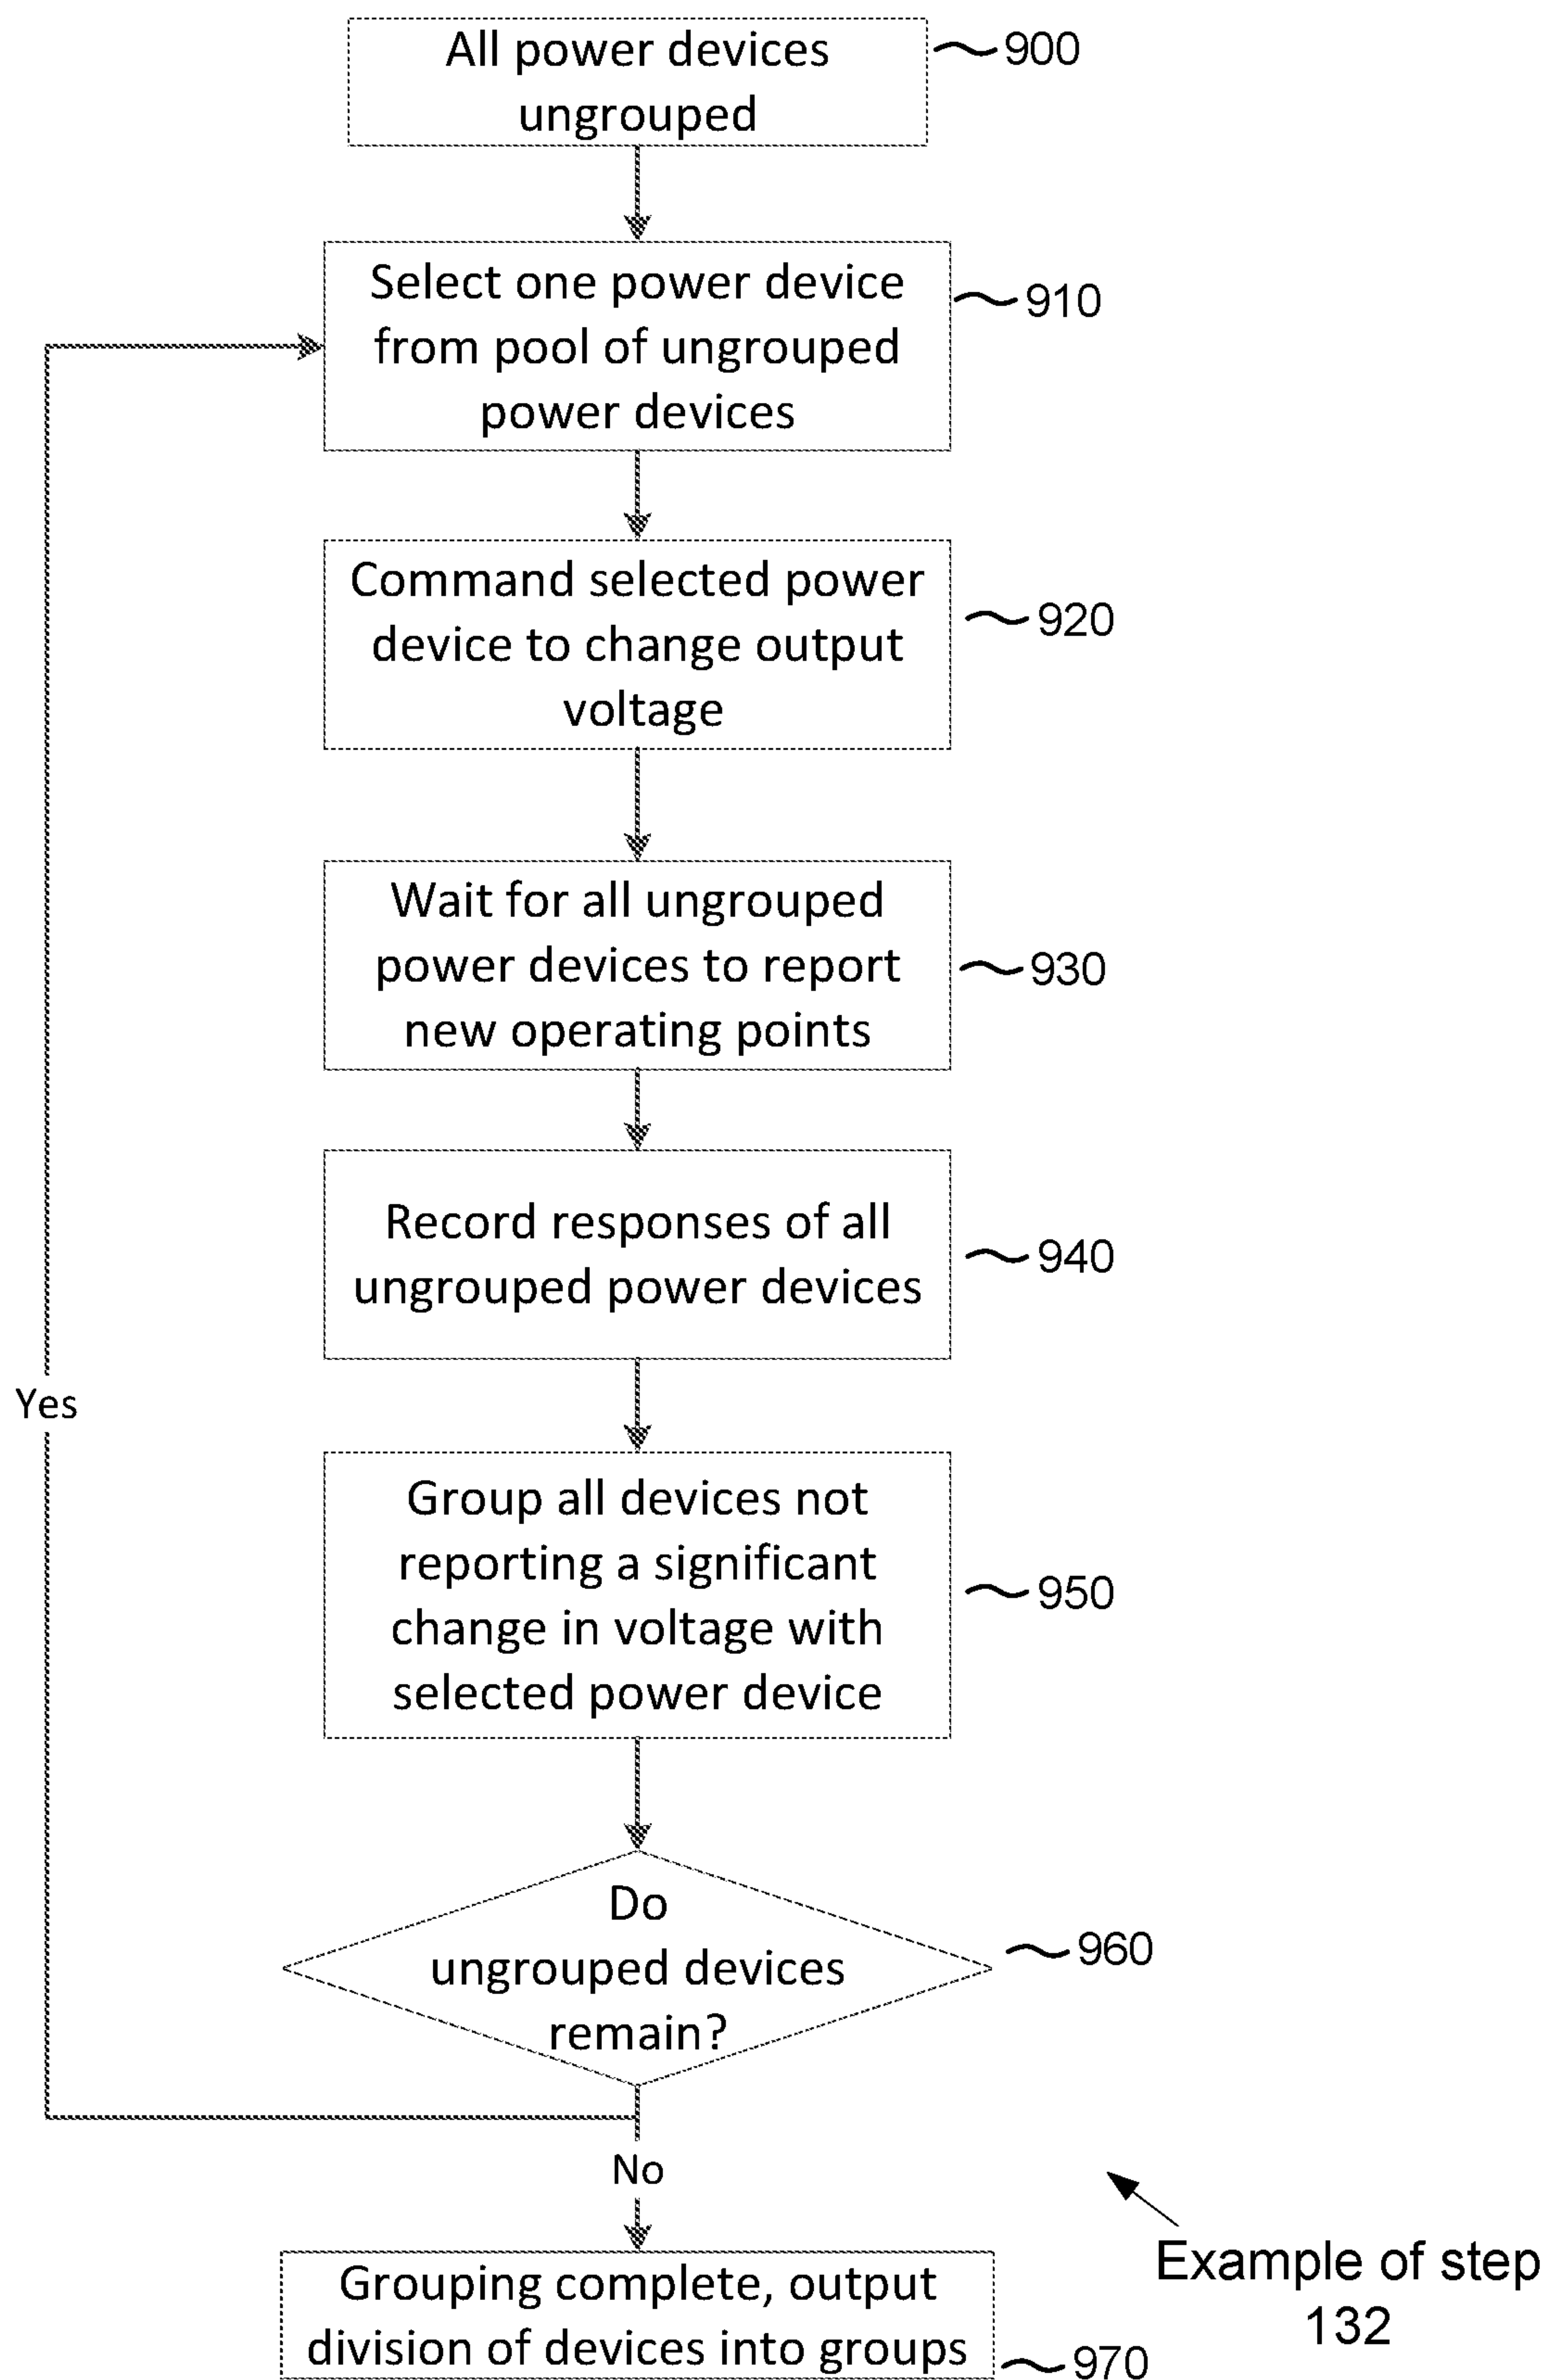 All power devices
ungrouped
900
Select one power device
from pool of ungrouped
power devices
910
Command selected power
device to change output
voltage
920
Wait for all ungrouped
power devices to report
new operating points
930
Record responses of all
ungrouped power devices
940
Yes
Group all devices not
reporting a significant
change in voltage with
selected power device
950
Do
ungrouped devices
remain?
960
No
Example of step
132
Grouping complete, output
division of devices into groups
970